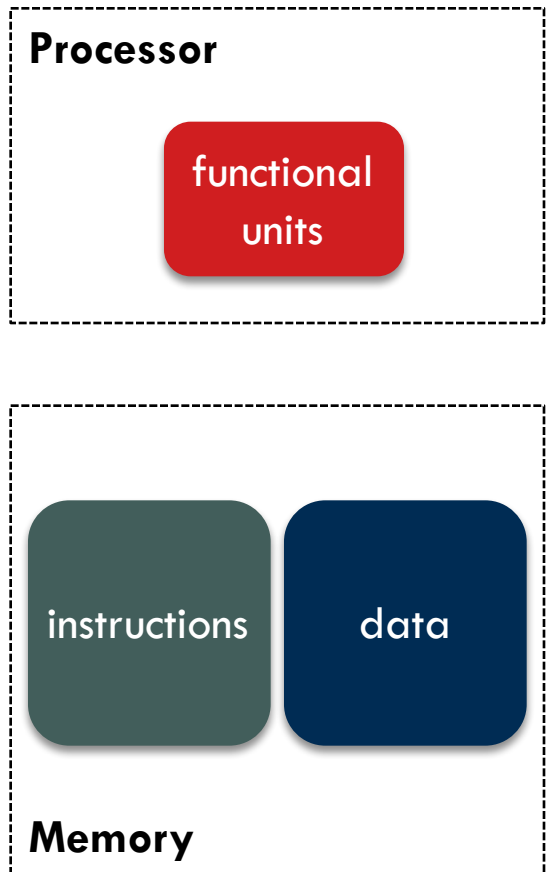 Processor
functional
units
instructions
data
Memory